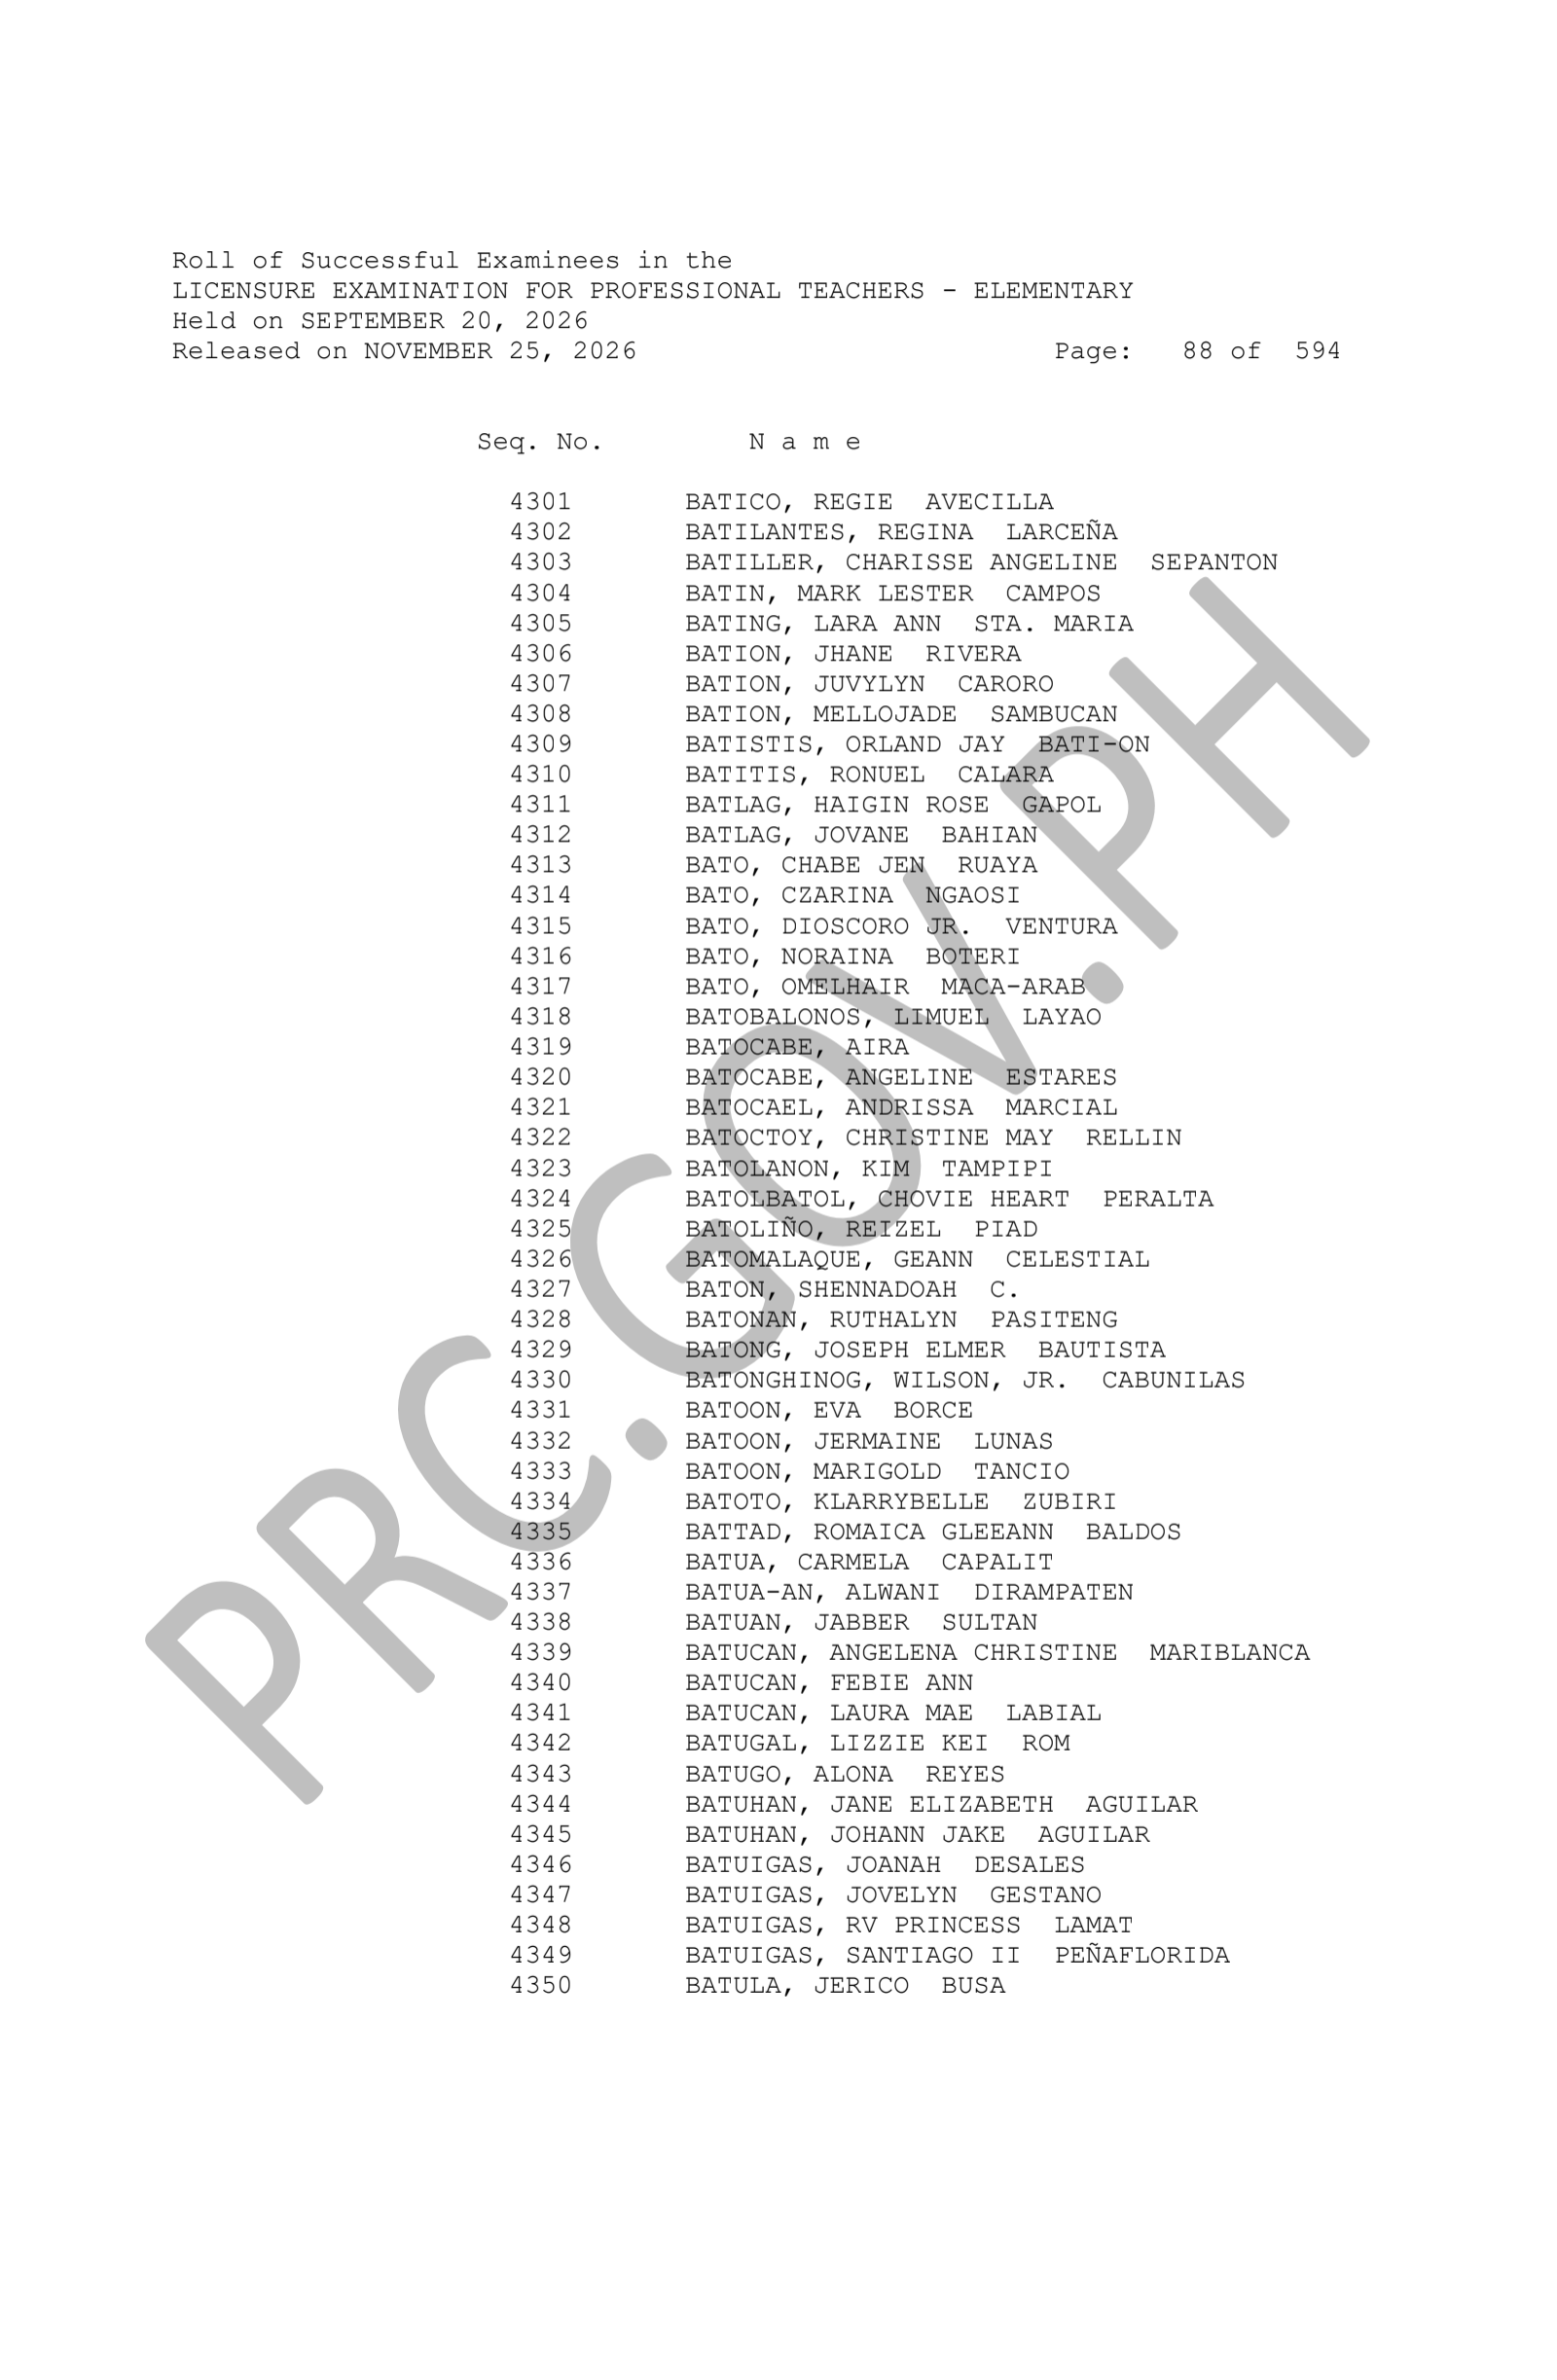 Roll of Successful Examinees in the
LICENSURE EXAMINATION FOR PROFESSIONAL TEACHERS - ELEMENTARY
Held on SEPTEMBER 20, 2026
Released on NOVEMBER 25, 2026 Page: 88 of 594
Seq. No. N a m e
4301 BATICO, REGIE AVECILLA
4302 BATILANTES, REGINA LARCEÑA
4303 BATILLER, CHARISSE ANGELINE SEPANTON
4304 BATIN, MARK LESTER CAMPOS
4305 BATING, LARA ANN STA. MARIA
4306 BATION, JHANE RIVERA
4307 BATION, JUVYLYN CARORO
4308 BATION, MELLOJADE SAMBUCAN
4309 BATISTIS, ORLAND JAY BATI-ON
4310 BATITIS, RONUEL CALARA
4311 BATLAG, HAIGIN ROSE GAPOL
4312 BATLAG, JOVANE BAHIAN
4313 BATO, CHABE JEN RUAYA
4314 BATO, CZARINA NGAOSI
4315 BATO, DIOSCORO JR. VENTURA
4316 BATO, NORAINA BOTERI
4317 BATO, OMELHAIR MACA-ARAB
4318 BATOBALONOS, LIMUEL LAYAO
4319 BATOCABE, AIRA
4320 BATOCABE, ANGELINE ESTARES
4321 BATOCAEL, ANDRISSA MARCIAL
4322 BATOCTOY, CHRISTINE MAY RELLIN
4323 BATOLANON, KIM TAMPIPI
4324 BATOLBATOL, CHOVIE HEART PERALTA
4325 BATOLIÑO, REIZEL PIAD
4326 BATOMALAQUE, GEANN CELESTIAL
4327 BATON, SHENNADOAH C.
4328 BATONAN, RUTHALYN PASITENG
4329 BATONG, JOSEPH ELMER BAUTISTA
4330 BATONGHINOG, WILSON, JR. CABUNILAS
4331 BATOON, EVA BORCE
4332 BATOON, JERMAINE LUNAS
4333 BATOON, MARIGOLD TANCIO
4334 BATOTO, KLARRYBELLE ZUBIRI
4335 BATTAD, ROMAICA GLEEANN BALDOS
4336 BATUA, CARMELA CAPALIT
4337 BATUA-AN, ALWANI DIRAMPATEN
4338 BATUAN, JABBER SULTAN
4339 BATUCAN, ANGELENA CHRISTINE MARIBLANCA
4340 BATUCAN, FEBIE ANN
4341 BATUCAN, LAURA MAE LABIAL
4342 BATUGAL, LIZZIE KEI ROM
4343 BATUGO, ALONA REYES
4344 BATUHAN, JANE ELIZABETH AGUILAR
4345 BATUHAN, JOHANN JAKE AGUILAR
4346 BATUIGAS, JOANAH DESALES
4347 BATUIGAS, JOVELYN GESTANO
4348 BATUIGAS, RV PRINCESS LAMAT
4349 BATUIGAS, SANTIAGO II PEÑAFLORIDA
4350 BATULA, JERICO BUSA
PRC.GOV.PH